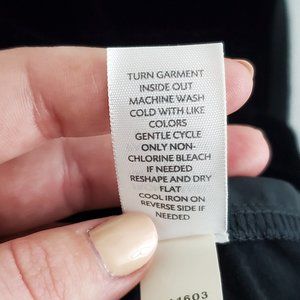 TURN GARMENT
INSIDE OUT
MACHINE WASH
COLD WITH LIKE
COLORS
GENTLE CYCLE
ONLY NON-
CHLORINE BLEACH
IF NEEDED
RESHAPE AND DRY
FLAT
COOL IRON ON
REVERSE SIDE IF
NEEDED
1603